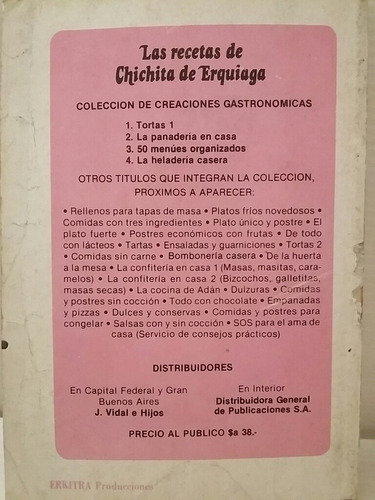 Las recetas de
Chichita de Erquiaga
COLECCION DE CREACIONES GASTRONOMICAS
1. Tortas 1
2. La panadería en casa
3. 50 menúes organizados
4. La heladería casera
OTROS TITULOS QUE INTEGRAN LA COLECCION,
PROXIMOS A APARECER:
• Rellenos para tapas de masa • Platos fríos novedosos •
Comidas con tres ingredientes • Plato único y postre • El
plato fuerte • Postres económicos con frutas • De todo
con lácteos • Tartas • Ensaladas y guarniciones • Tortas 2
• Comidas sin carne • Bombonería casera • De la huerta
a la mesa • La confitería en casa 1 (Masas, masitas, cara-
melos) • La confitería en casa 2 (Bizcochos, galletitas,
masas secas) • La cocina de Adán • Dulzuras • Comidas
y postres sin cocción • Todo con chocolate • Empanadas
y pizzas • Dulces y conservas • Comidas y postres para
congelar • Salsas con y sin cocción • SOS para el ama de
casa (Servicio de consejos prácticos)
DISTRIBUIDORES
En Capital Federal y Gran
Buenos Aires
J. Vidal e Hijos
En Interior
Distribuidora General
de Publicaciones S.A.
PRECIO AL PUBLICO $a 38.-
ERKITRA Producciones